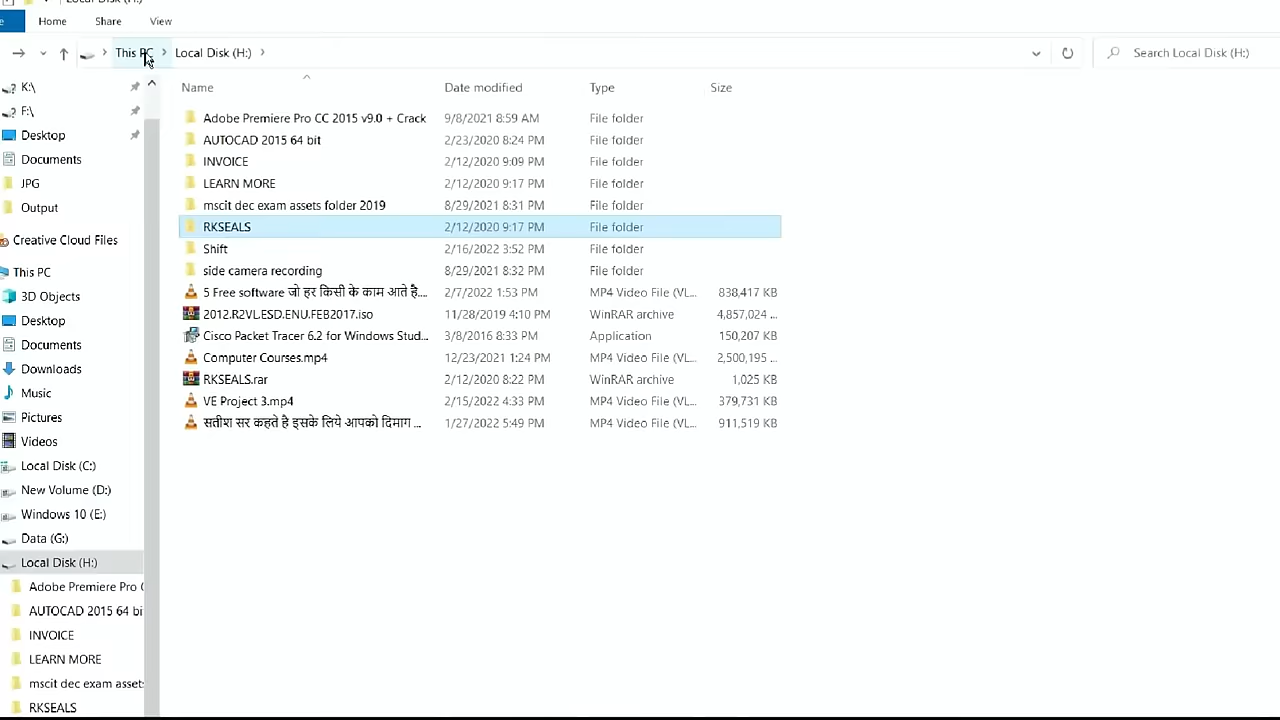 Local Disk (H:)
Home Share View
This PC Local Disk (H:) Search Local Disk (H:)
Name Date modified Type Size
K:\
F:\
Desktop
Documents
JPG
Output
Creative Cloud Files
This PC
3D Objects
Desktop
Documents
Downloads
Music
Pictures
Videos
Local Disk (C:)
New Volume (D:)
Windows 10 (E:)
Data (G:)
Local Disk (H:)
Adobe Premiere Pro (
AUTOCAD 2015 64 bi
INVOICE
LEARN MORE
mscit dec exam asset
RKSEALS
Adobe Premiere Pro CC 2015 v9.0 + Crack 9/8/2021 8:59 AM File folder
AUTOCAD 2015 64 bit 2/23/2020 8:24 PM File folder
INVOICE 2/12/2020 9:09 PM File folder
LEARN MORE 2/12/2020 9:17 PM File folder
mscit dec exam assets folder 2019 8/29/2021 8:31 PM File folder
RKSEALS 2/12/2020 9:17 PM File folder
Shift 2/16/2022 3:52 PM File folder
side camera recording 8/29/2021 8:32 PM File folder
5 Free software जो हर किसी के काम आते है.... 2/7/2022 1:53 PM MP4 Video File (VL... 838,417 KB
2012.R2VL.ESD.ENU.FEB2017.iso 11/28/2019 4:10 PM WinRAR archive 4,857,024 ...
Cisco Packet Tracer 6.2 for Windows Stud... 3/8/2016 8:33 PM Application 150,207 KB
Computer Courses.mp4 12/23/2021 1:24 PM MP4 Video File (VL... 2,500,195 ...
RKSEALS.rar 2/12/2020 8:22 PM WinRAR archive 1,025 KB
VE Project 3.mp4 2/15/2022 4:33 PM MP4 Video File (VL... 379,731 KB
सतीश सर कहते है इसके लिये आपको दिमाग ... 1/27/2022 5:49 PM MP4 Video File (VL... 911,519 KB